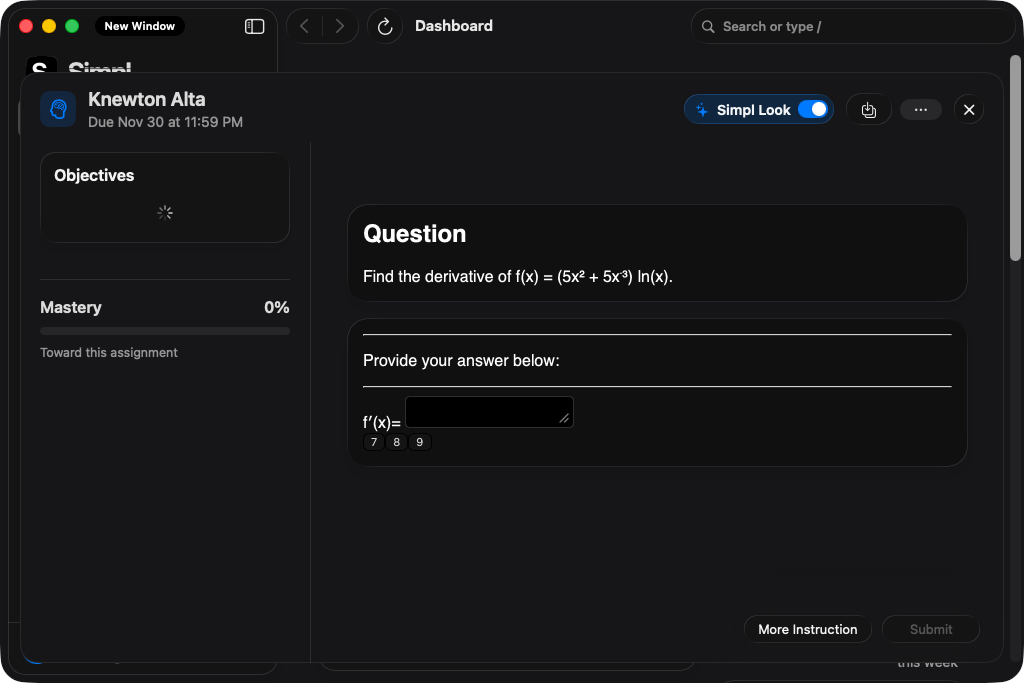 New Window
Dashboard
Search or type /
Simpl
Knewton Alta
Due Nov 30 at 11:59 PM
Simpl Look
Objectives
Mastery 0%
Toward this assignment
Question
Find the derivative of f(x) = (5x² + 5x⁻³) ln(x).
Provide your answer below:
f′(x)=
7 8 9
More Instruction
Submit
this week